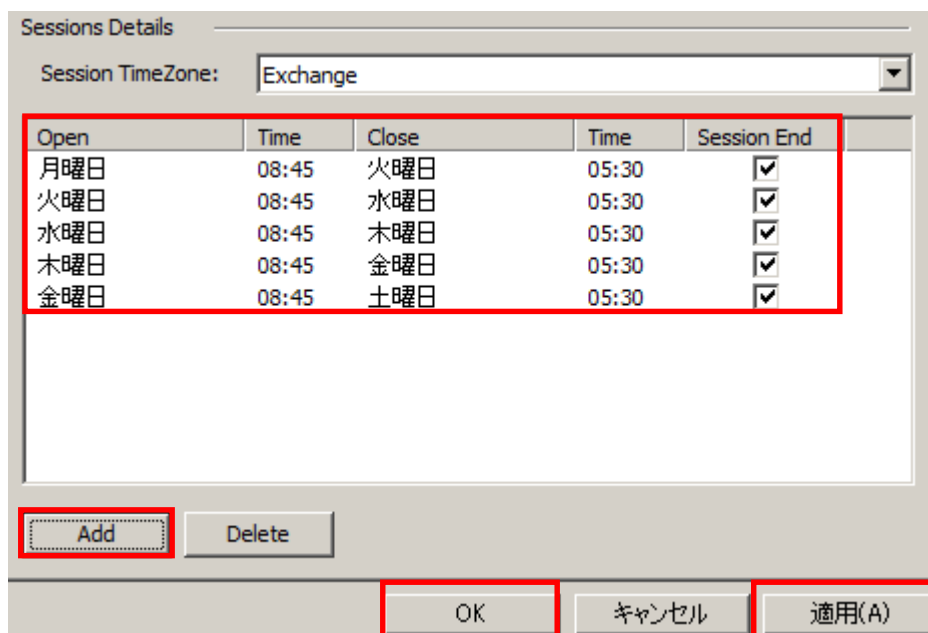 Sessions Details
Session TimeZone: Exchange
Open Time Close Time Session End
月曜日 08:45 火曜日 05:30
火曜日 08:45 水曜日 05:30
水曜日 08:45 木曜日 05:30
木曜日 08:45 金曜日 05:30
金曜日 08:45 土曜日 05:30
Add Delete
OK キャンセル 適用(A)